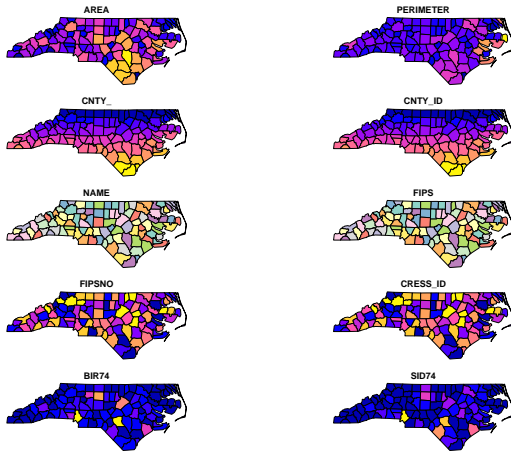 AREA
PERIMETER
CNTY_
CNTY_ID
NAME
FIPS
FIPSNO
CRESS_ID
BIR74
SID74